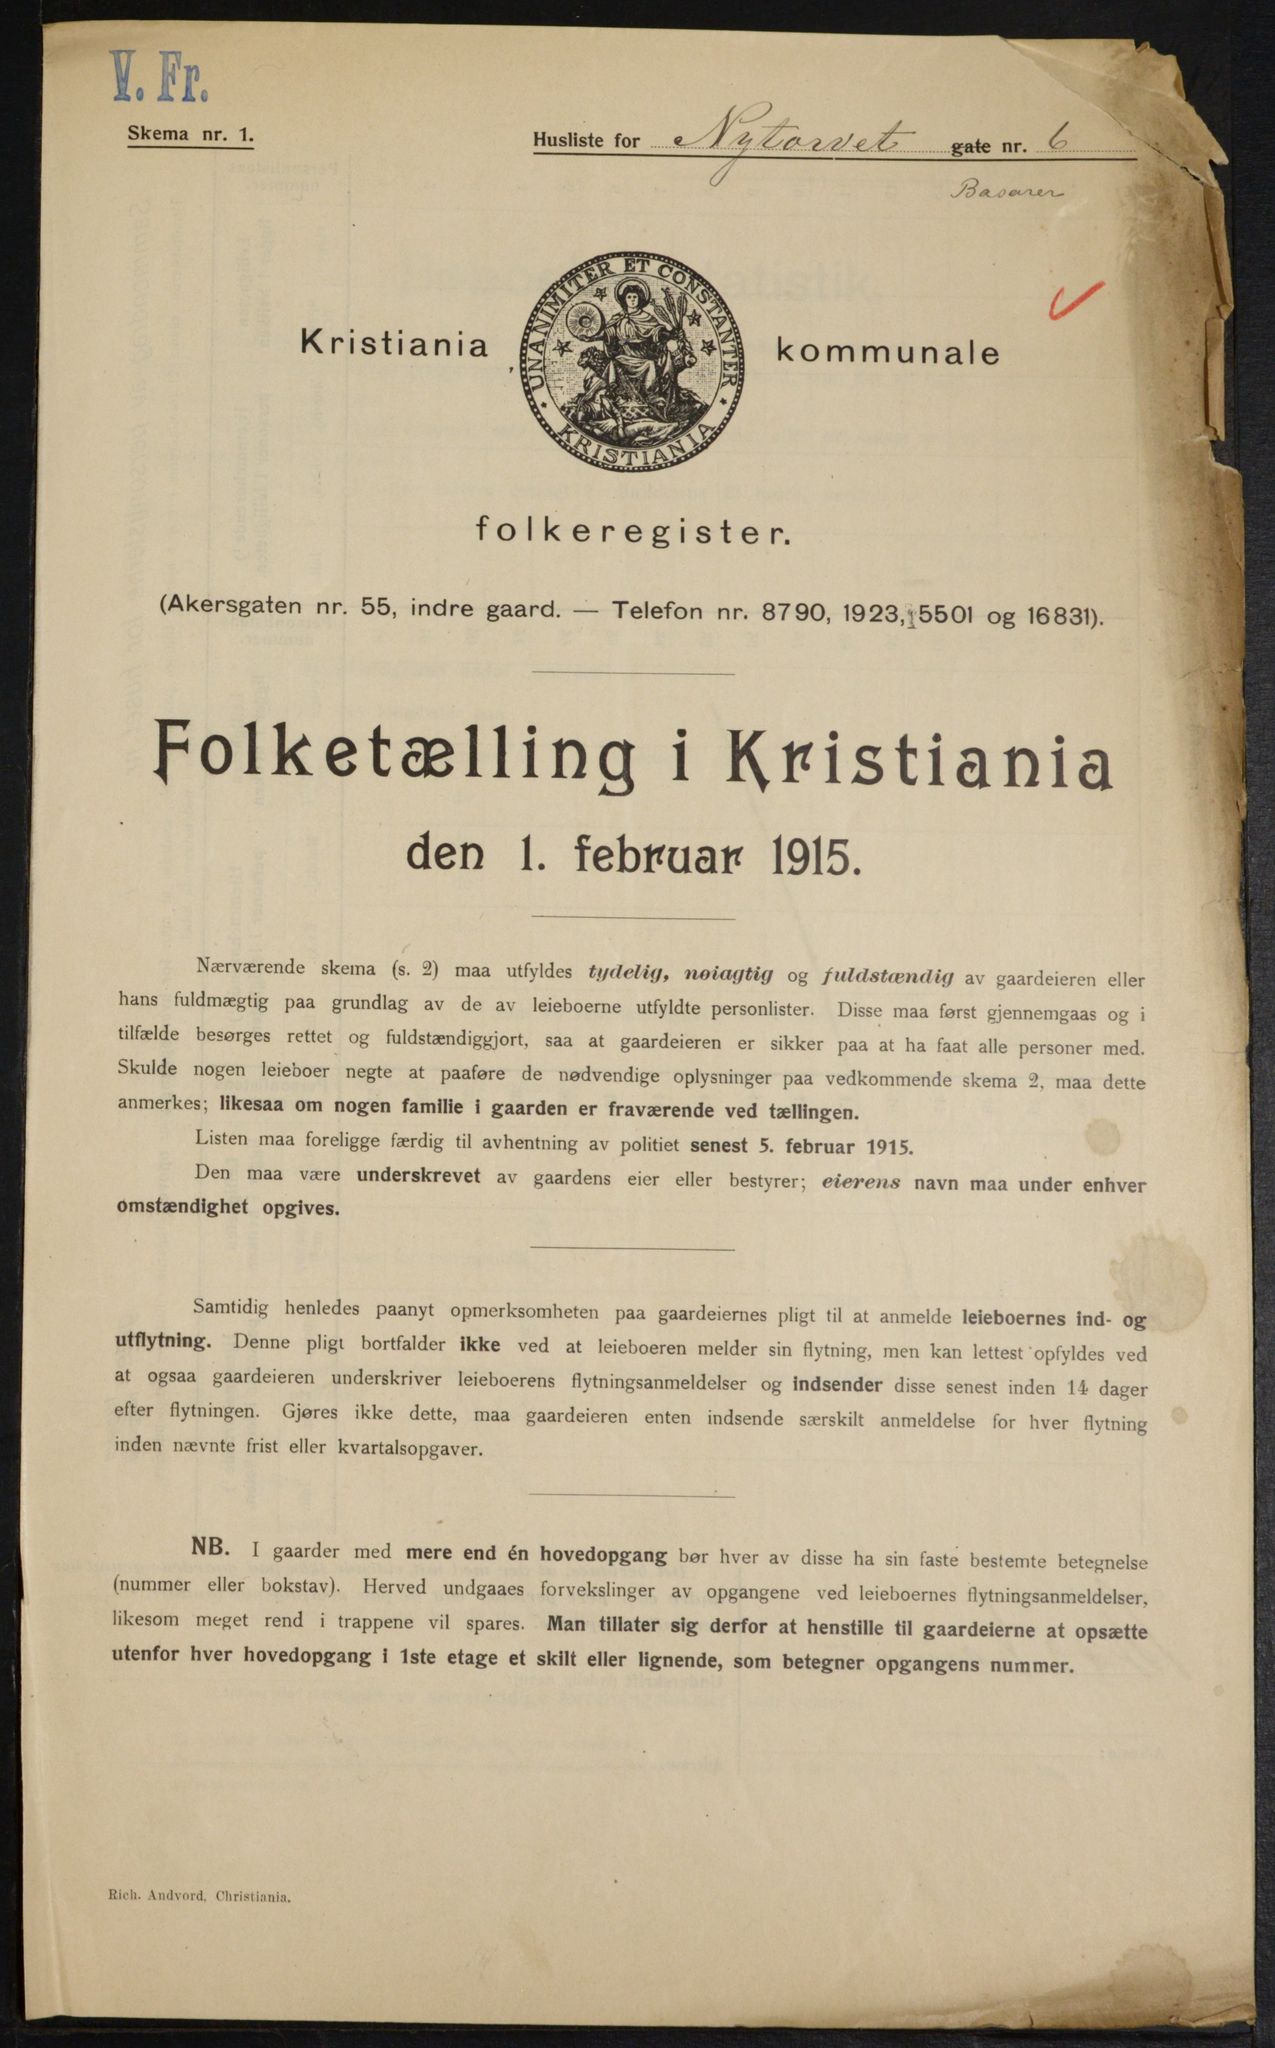 V. Fr.
Skema nr. 1.
Husliste for Nytorvet gate nr. 6
Basarer
UNANIMITER ET CONSTANTER
KRISTIANIA
Kristiania kommunale
folkeregister.
(Akersgaten nr. 55, indre gaard. — Telefon nr. 8790, 1923, 15501 og 16831).
Folketælling i Kristiania
den 1. februar 1915.
Nærværende skema (s. 2) maa utfyldes tydelig, nøiagtig og fuldstændig av gaardeieren eller
hans fuldmægtig paa grundlag av de av leieboerne utfyldte personlister. Disse maa først gjennemgaas og i
tilfælde besørges rettet og fuldstændiggjort, saa at gaardeieren er sikker paa at ha faat alle personer med.
Skulde nogen leieboer negte at paaføre de nødvendige oplysninger paa vedkommende skema 2, maa dette
anmerkes; likesaa om nogen familie i gaarden er fraværende ved tællingen.
Listen maa foreligge færdig til avhentning av politiet senest 5. februar 1915.
Den maa være underskrevet av gaardens eier eller bestyrer; eierens navn maa under enhver
omstændighet opgives.
Samtidig henledes paanyt opmerksomheten paa gaardeiernes pligt til at anmelde leieboernes ind- og
utflytning. Denne pligt bortfalder ikke ved at leieboeren melder sin flytning, men kan lettest opfyldes ved
at ogsaa gaardeieren underskriver leieboerens flytningsanmeldelser og indsender disse senest inden 14 dager
efter flytningen. Gjøres ikke dette, maa gaardeieren enten indsende særskilt anmeldelse for hver flytning
inden nævnte frist eller kvartalsopgaver.
NB. I gaarder med mere end én hovedopgang bør hver av disse ha sin faste bestemte betegnelse
(nummer eller bokstav). Herved undgaaes forvekslinger av opgangene ved leieboernes flytningsanmeldelser,
likesom meget rend i trappene vil spares. Man tillater sig derfor at henstille til gaardeierne at opsætte
utenfor hver hovedopgang i 1ste etage et skilt eller lignende, som betegner opgangens nummer.
Rich. Andvord, Christiania.